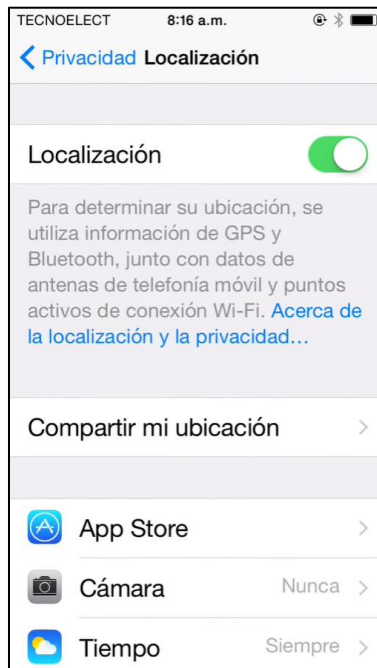 TECNOELECT 8:16 a.m.
Privacidad Localización
Localización
Para determinar su ubicación, se
utiliza información de GPS y
Bluetooth, junto con datos de
antenas de telefonía móvil y puntos
activos de conexión Wi-Fi. Acerca de
la localización y la privacidad...
Compartir mi ubicación
App Store
Cámara Nunca
Tiempo Siempre